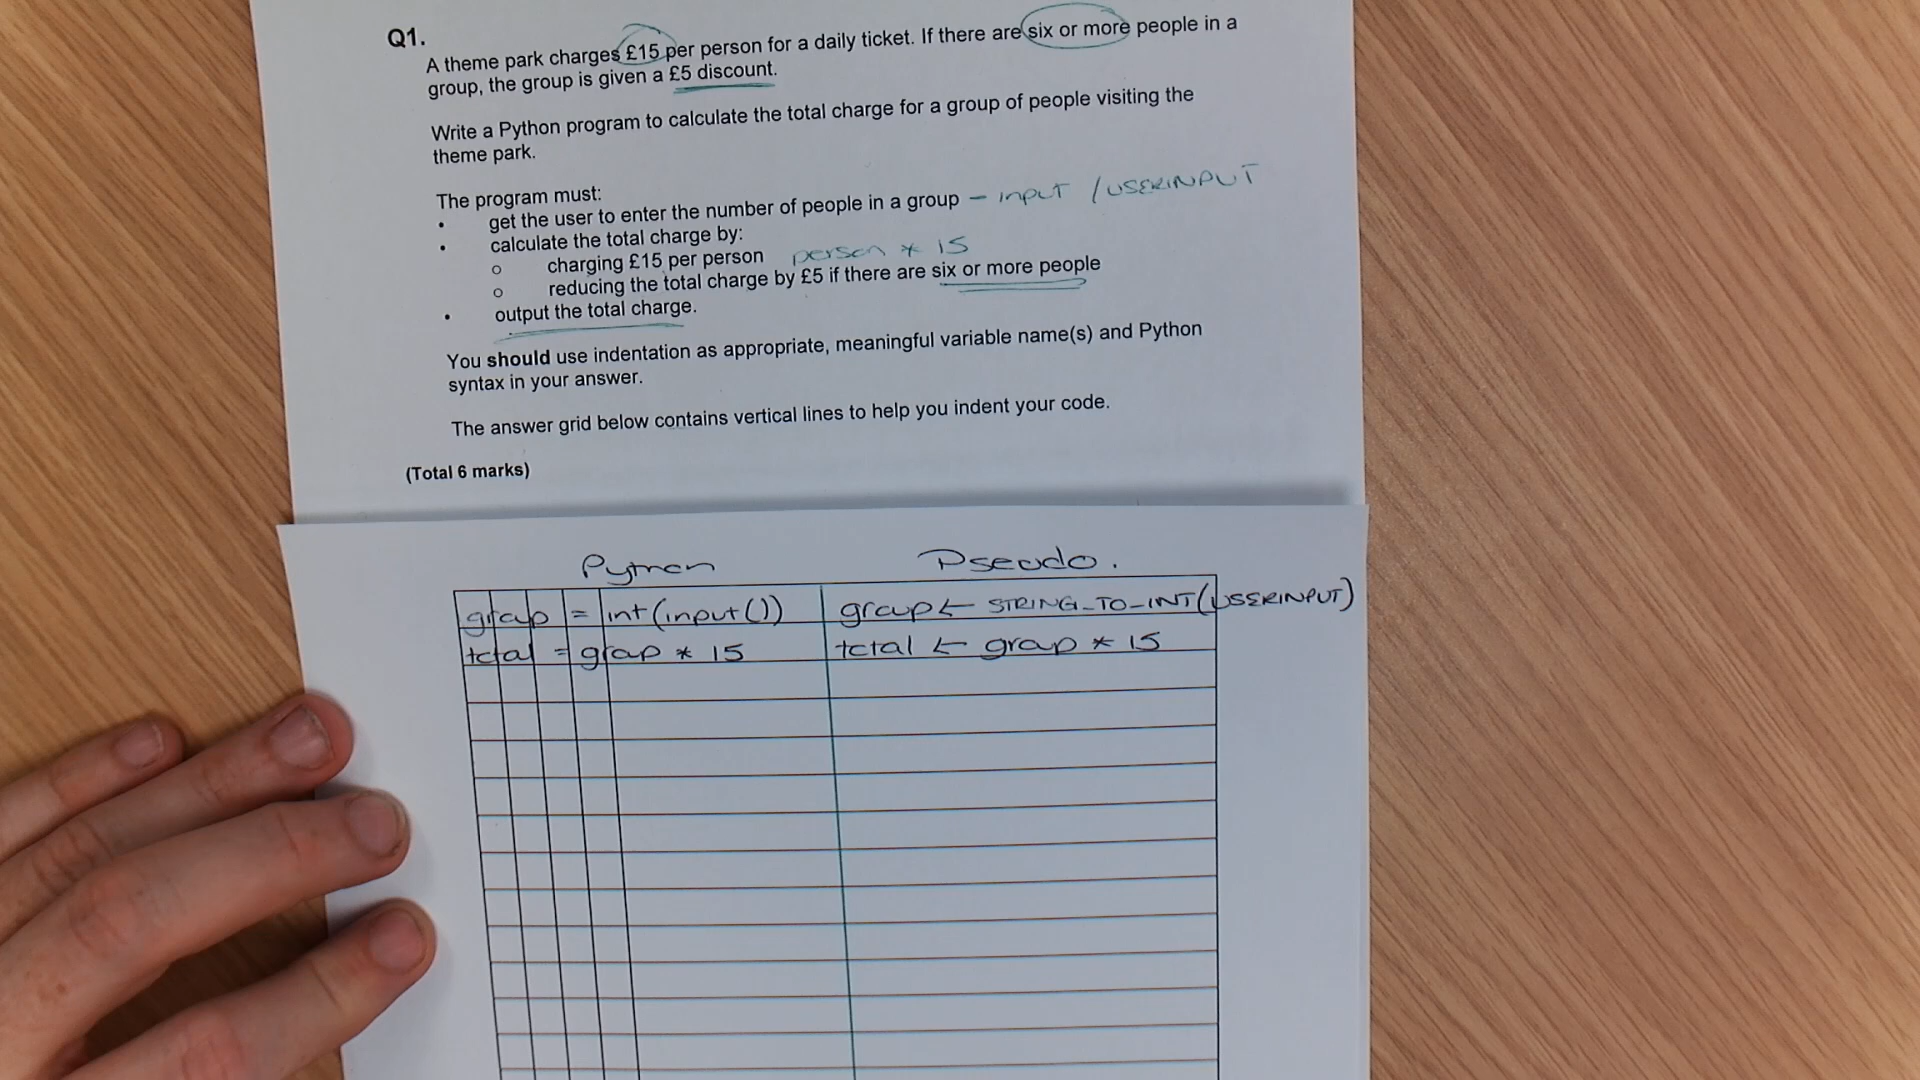 Q1.
A theme park charges £15 per person for a daily ticket. If there are six or more people in a
group, the group is given a £5 discount.
Write a Python program to calculate the total charge for a group of people visiting the
theme park.
The program must:
• get the user to enter the number of people in a group – input / USERINPUT
• calculate the total charge by:
o charging £15 per person person * 15
o reducing the total charge by £5 if there are six or more people
• output the total charge.
You should use indentation as appropriate, meaningful variable name(s) and Python
syntax in your answer.
The answer grid below contains vertical lines to help you indent your code.
(Total 6 marks)
Python Pseudo.
group = int(input()) group ← STRING_TO_INT(USERINPUT)
total = group * 15 total ← group * 15